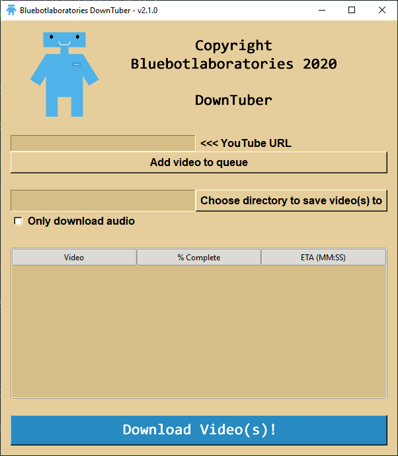 Bluebotlaboratories DownTuber - v2.1.0
Copyright
Bluebotlaboratories 2020
DownTuber
<<< YouTube URL
Add video to queue
Choose directory to save video(s) to
Only download audio
Video % Complete ETA (MM:SS)
Download Video(s)!